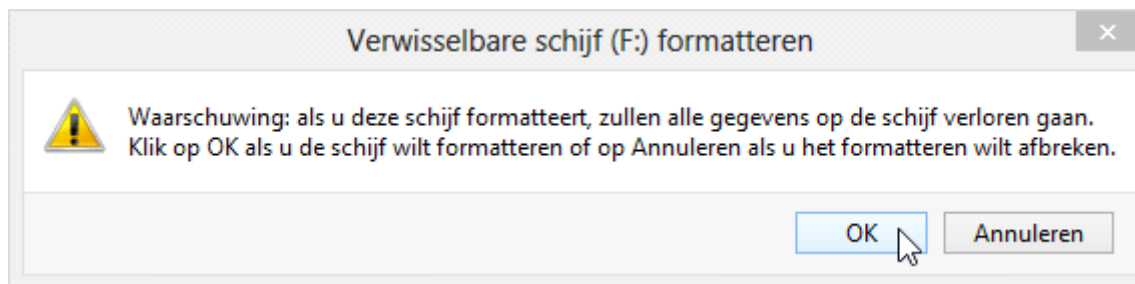 Verwisselbare schijf (F:) formatteren
Waarschuwing: als u deze schijf formatteert, zullen alle gegevens op de schijf verloren gaan.
Klik op OK als u de schijf wilt formatteren of op Annuleren als u het formatteren wilt afbreken.
OK Annuleren